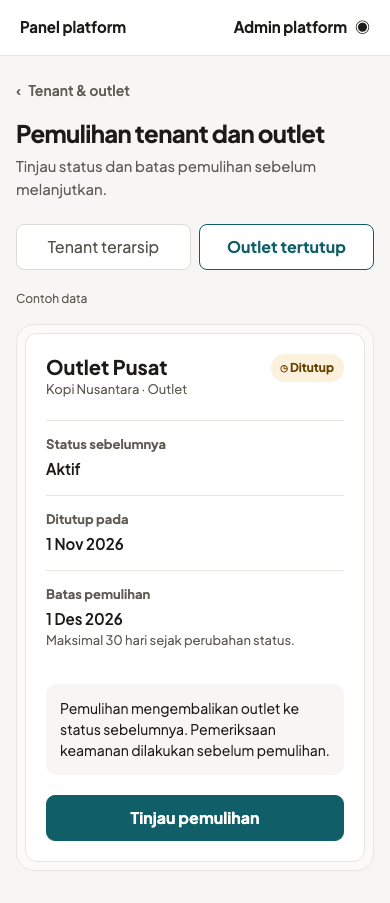 Panel platform
Admin platform
‹ Tenant & outlet
Pemulihan tenant dan outlet
Tinjau status dan batas pemulihan sebelum
melanjutkan.
Tenant terarsip
Outlet tertutup
Contoh data
Outlet Pusat
Ditutup
Kopi Nusantara · Outlet
Status sebelumnya
Aktif
Ditutup pada
1 Nov 2026
Batas pemulihan
1 Des 2026
Maksimal 30 hari sejak perubahan status.
Pemulihan mengembalikan outlet ke
status sebelumnya. Pemeriksaan
keamanan dilakukan sebelum pemulihan.
Tinjau pemulihan